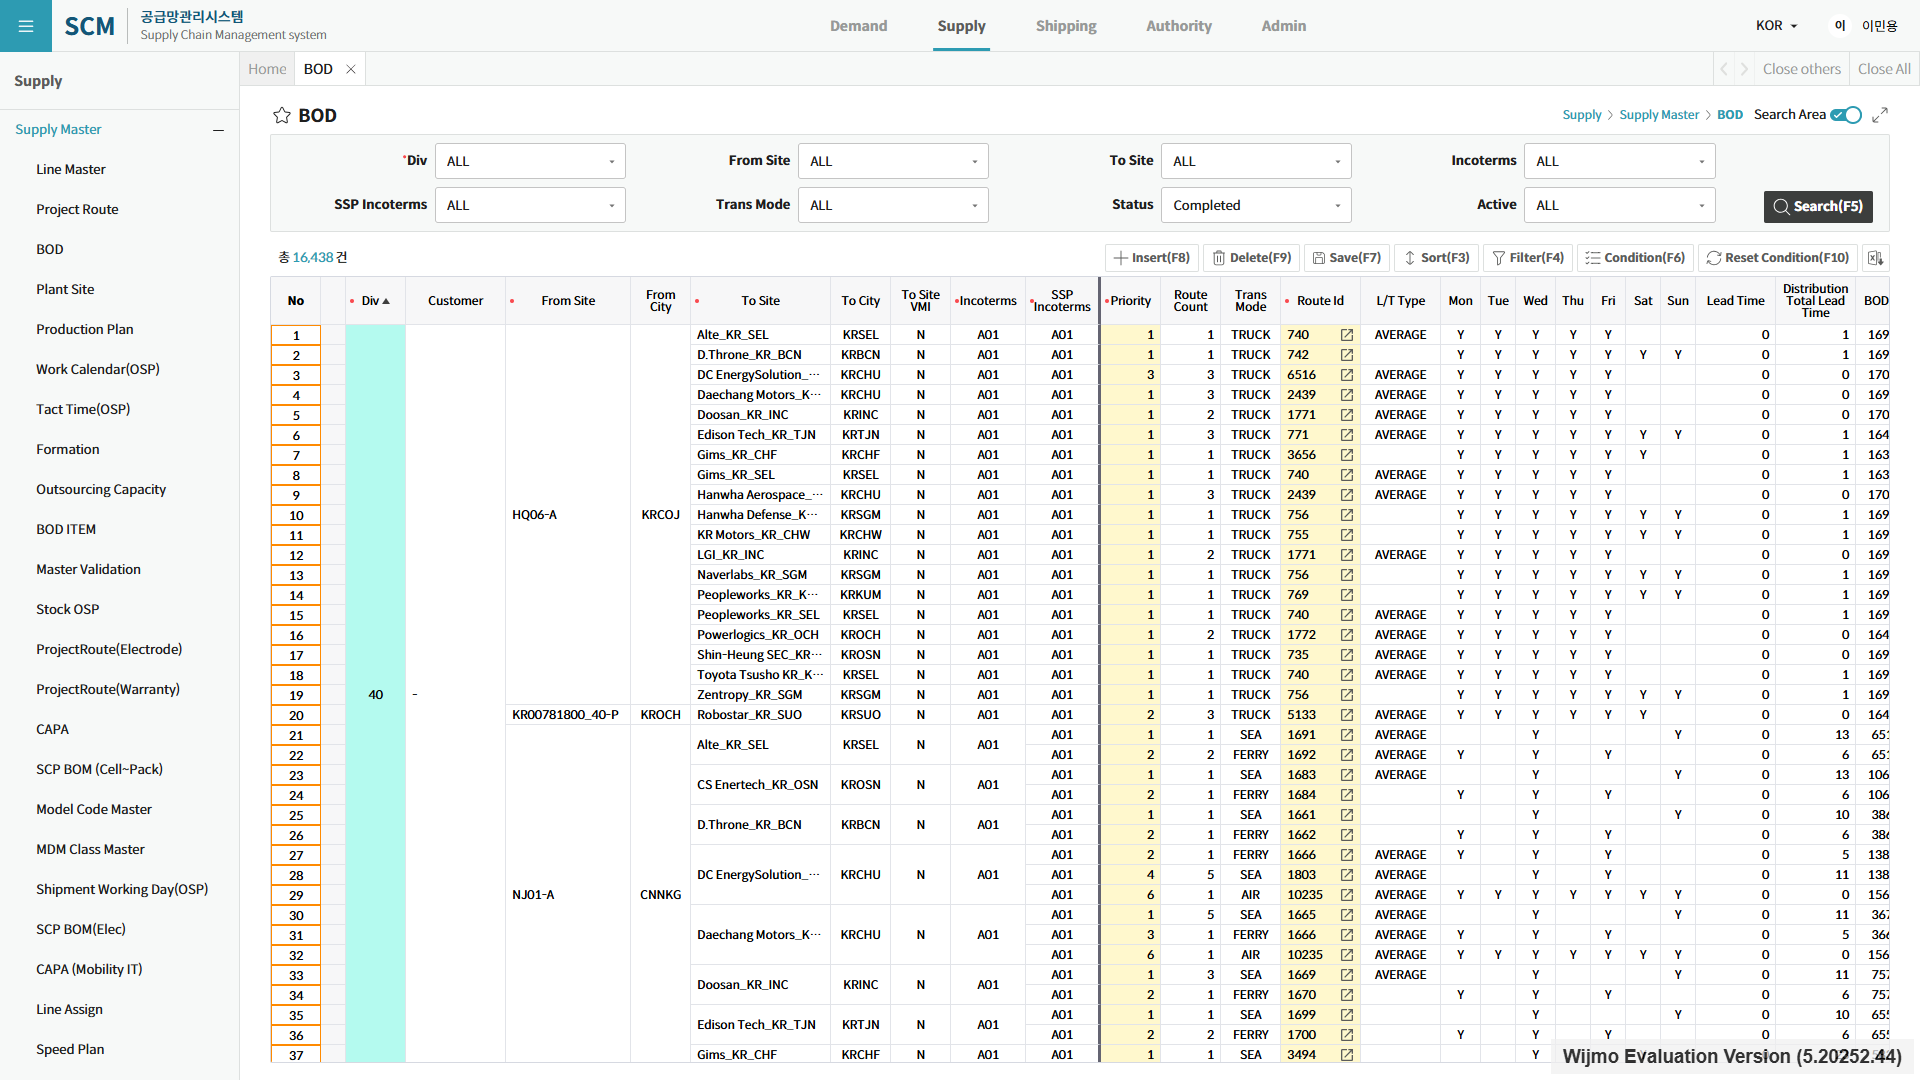 SCM 공급망관리시스템 Supply Chain Management system
Demand Supply Shipping Authority Admin
KOR 이 이민용
Supply
Home BOD
Close others Close All
Supply Master
Line Master
Project Route
BOD
Plant Site
Production Plan
Work Calendar(OSP)
Tact Time(OSP)
Formation
Outsourcing Capacity
BOD ITEM
Master Validation
Stock OSP
ProjectRoute(Electrode)
ProjectRoute(Warranty)
CAPA
SCP BOM (Cell~Pack)
Model Code Master
MDM Class Master
Shipment Working Day(OSP)
SCP BOM(Elec)
CAPA (Mobility IT)
Line Assign
Speed Plan
BOD
Supply > Supply Master > BOD Search Area
*Div ALL From Site ALL To Site ALL Incoterms ALL
SSP Incoterms ALL Trans Mode ALL Status Completed Active ALL Search(F5)
총 16,438 건
Insert(F8) Delete(F9) Save(F7) Sort(F3) Filter(F4) Condition(F6) Reset Condition(F10)
No Div Customer From Site From City To Site To City To Site VMI Incoterms SSP Incoterms Priority Route Count Trans Mode Route Id L/T Type Mon Tue Wed Thu Fri Sat Sun Lead Time Distribution Total Lead Time BOD
1 Alte_KR_SEL KRSEL N A01 A01 1 1 TRUCK 740 AVERAGE Y Y Y Y Y 0 1 169
2 D.Throne_KR_BCN KRBCN N A01 A01 1 1 TRUCK 742 Y Y Y Y Y Y Y 0 1 169
3 DC EnergySolution_··· KRCHU N A01 A01 3 3 TRUCK 6516 AVERAGE Y Y Y Y Y 0 0 170
4 Daechang Motors_K··· KRCHU N A01 A01 1 3 TRUCK 2439 AVERAGE Y Y Y Y Y 0 0 169
5 Doosan_KR_INC KRINC N A01 A01 1 2 TRUCK 1771 AVERAGE Y Y Y Y Y 0 0 170
6 Edison Tech_KR_TJN KRTJN N A01 A01 1 3 TRUCK 771 AVERAGE Y Y Y Y Y Y Y 0 1 164
7 Gims_KR_CHF KRCHF N A01 A01 1 1 TRUCK 3656 Y Y Y Y Y Y 0 1 163
8 Gims_KR_SEL KRSEL N A01 A01 1 1 TRUCK 740 AVERAGE Y Y Y Y Y 0 1 163
9 Hanwha Aerospace_··· KRCHU N A01 A01 1 3 TRUCK 2439 AVERAGE Y Y Y Y Y 0 0 170
10 HQ06-A KRCOJ Hanwha Defense_K··· KRSGM N A01 A01 1 1 TRUCK 756 Y Y Y Y Y Y Y 0 1 169
11 KR Motors_KR_CHW KRCHW N A01 A01 1 1 TRUCK 755 Y Y Y Y Y Y Y 0 1 169
12 LGI_KR_INC KRINC N A01 A01 1 2 TRUCK 1771 AVERAGE Y Y Y Y Y 0 0 169
13 Naverlabs_KR_SGM KRSGM N A01 A01 1 1 TRUCK 756 Y Y Y Y Y Y Y 0 1 169
14 Peopleworks_KR_K··· KRKUM N A01 A01 1 1 TRUCK 769 Y Y Y Y Y Y Y 0 1 169
15 Peopleworks_KR_SEL KRSEL N A01 A01 1 1 TRUCK 740 AVERAGE Y Y Y Y Y 0 1 169
16 Powerlogics_KR_OCH KROCH N A01 A01 1 2 TRUCK 1772 AVERAGE Y Y Y Y Y 0 0 164
17 Shin-Heung SEC_KR··· KROSN N A01 A01 1 1 TRUCK 735 AVERAGE Y Y Y Y Y 0 0 169
18 Toyota Tsusho KR_K··· KRSEL N A01 A01 1 1 TRUCK 740 AVERAGE Y Y Y Y Y 0 1 169
19 40 - Zentropy_KR_SGM KRSGM N A01 A01 1 1 TRUCK 756 Y Y Y Y Y Y Y 0 1 169
20 KR00781800_40-P KROCH Robostar_KR_SUO KRSUO N A01 A01 2 3 TRUCK 5133 AVERAGE Y Y Y Y Y Y 0 0 164
21 Alte_KR_SEL KRSEL N A01 A01 1 1 SEA 1691 AVERAGE Y Y 0 13 651
22 A01 2 2 FERRY 1692 AVERAGE Y Y Y 0 6 651
23 CS Enertech_KR_OSN KROSN N A01 A01 1 1 SEA 1683 AVERAGE Y Y 0 13 106
24 A01 2 1 FERRY 1684 Y Y Y 0 6 106
25 D.Throne_KR_BCN KRBCN N A01 A01 1 1 SEA 1661 Y Y 0 10 386
26 A01 2 1 FERRY 1662 Y Y Y 0 6 386
27 A01 2 1 FERRY 1666 AVERAGE Y Y Y 0 5 138
28 DC EnergySolution_··· KRCHU N A01 A01 4 5 SEA 1803 AVERAGE Y Y 0 11 138
29 NJ01-A CNNKG A01 6 1 AIR 10235 AVERAGE Y Y Y Y Y Y Y 0 0 156
30 A01 1 5 SEA 1665 AVERAGE Y Y 0 11 367
31 Daechang Motors_K··· KRCHU N A01 A01 3 1 FERRY 1666 AVERAGE Y Y Y 0 5 366
32 A01 6 1 AIR 10235 AVERAGE Y Y Y Y Y Y Y 0 0 156
33 Doosan_KR_INC KRINC N A01 A01 1 3 SEA 1669 AVERAGE Y Y 0 11 757
34 A01 2 1 FERRY 1670 Y Y Y 0 6 757
35 Edison Tech_KR_TJN KRTJN N A01 A01 1 1 SEA 1699 Y Y 0 10 655
36 A01 2 2 FERRY 1700 Y Y Y 0 6 655
37 Gims_KR_CHF KRCHF N A01 A01 1 1 SEA 3494 Y
Wijmo Evaluation Version (5.20252.44)